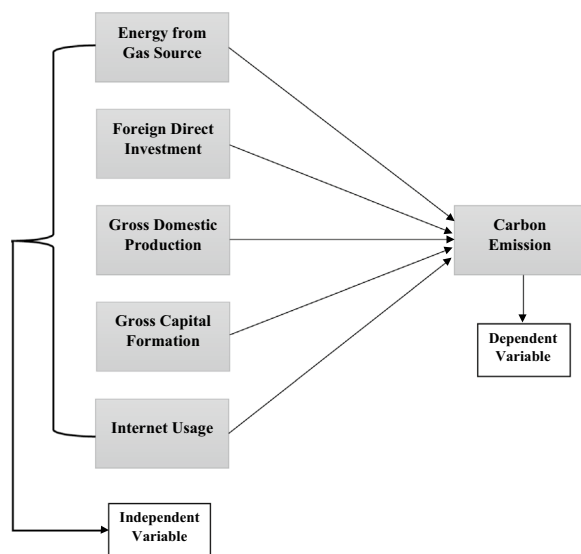 Energy from
Gas Source
Foreign Direct
Investment
Gross Domestic
Production
Gross Capital
Formation
Internet Usage
Independent
Variable
Carbon
Emission
Dependent
Variable